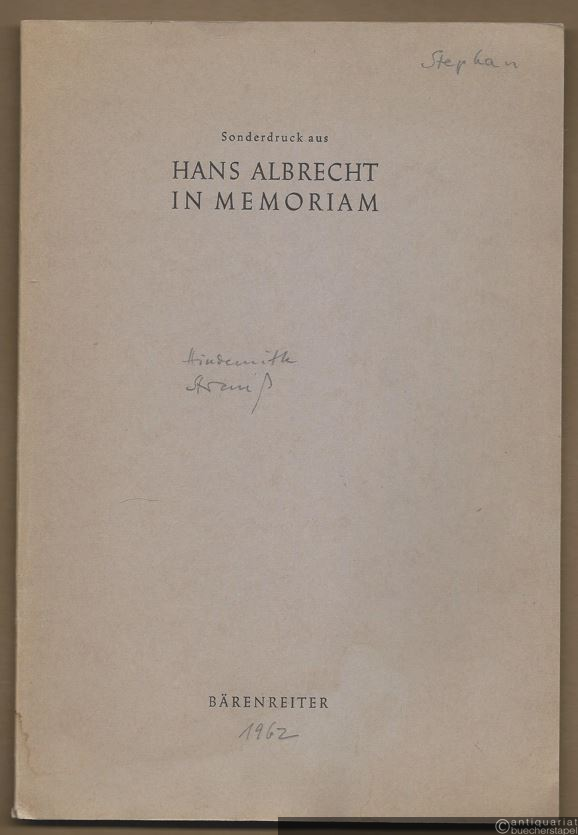 Stephan
Sonderdruck aus
HANS ALBRECHT
IN MEMORIAM
Hindemith
Strauß
BÄRENREITER
1962
©antiquariat
buecherstapel